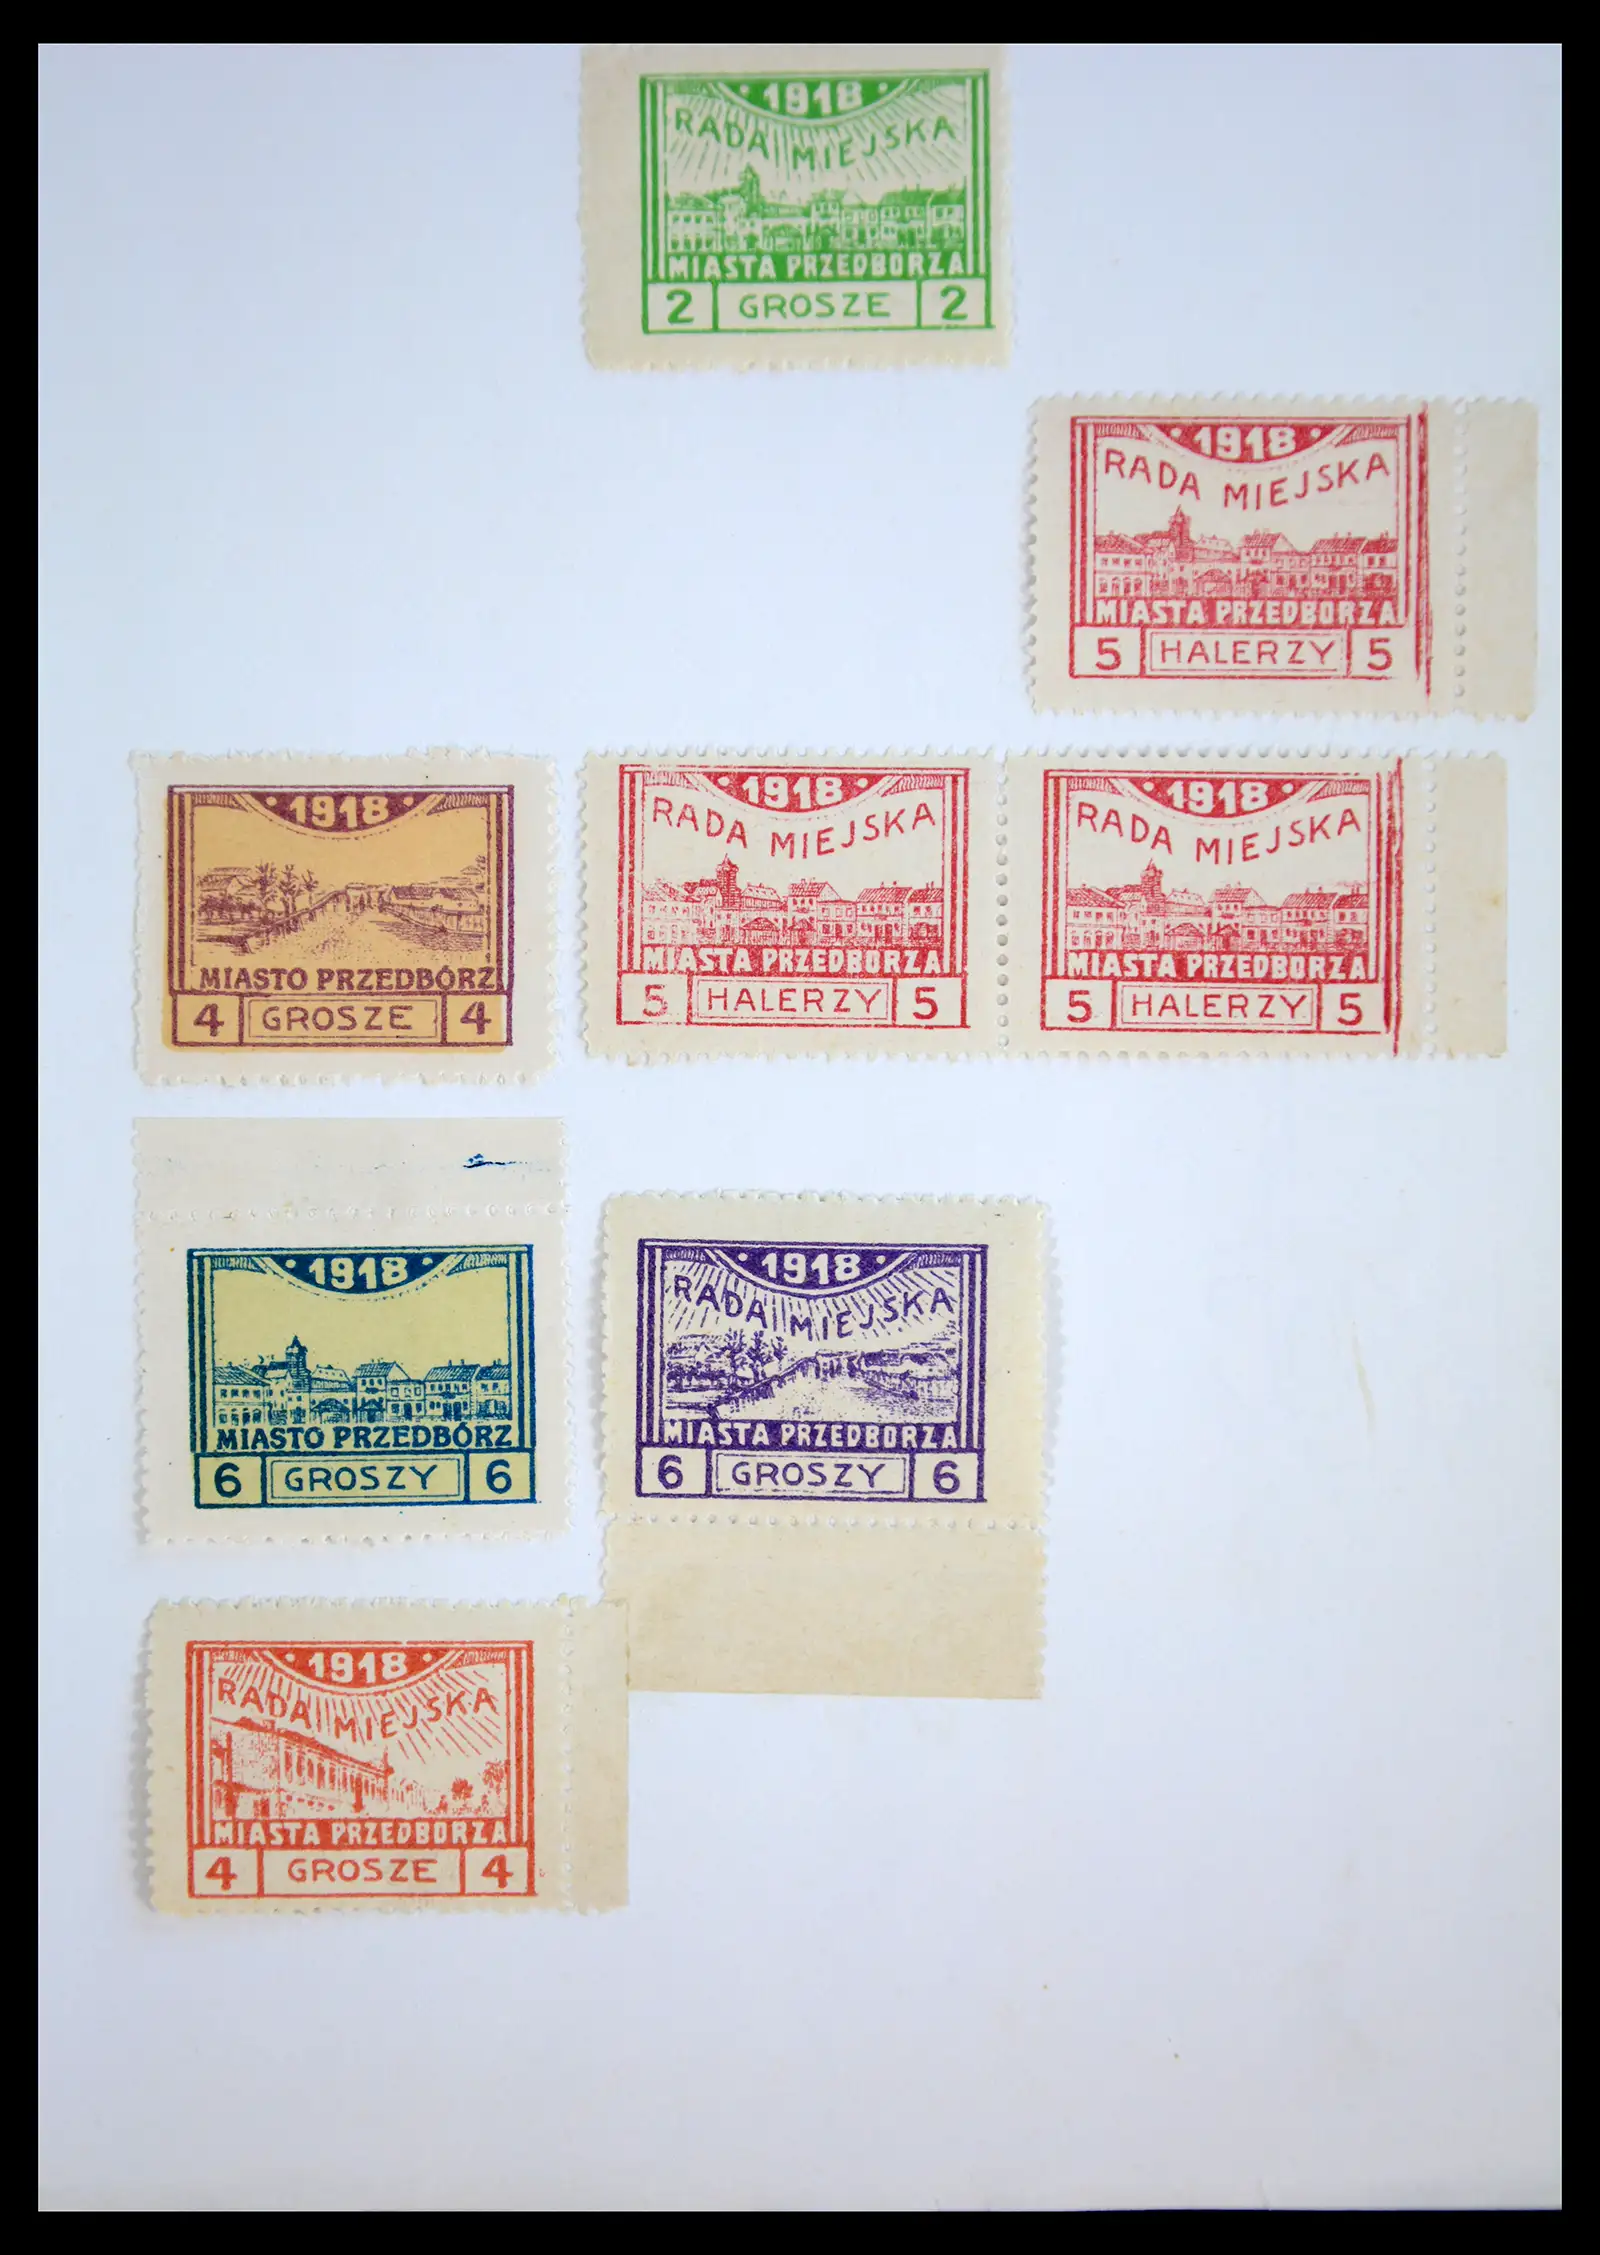 1918
RADA MIEJSKA
MIASTA PRZEDBORZA
2 GROSZE 2
1918
RADA MIEJSKA
MIASTA PRZEDBORZA
5 HALERZY 5
1918
MIASTO PRZEDBÓRZ
4 GROSZE 4
1918
RADA MIEJSKA
MIASTA PRZEDBORZA
5 HALERZY 5
1918
RADA MIEJSKA
MIASTA PRZEDBORZA
5 HALERZY 5
1918
MIASTO PRZEDBÓRZ
6 GROSZY 6
1918
RADA MIEJSKA
MIASTA PRZEDBORZA
6 GROSZY 6
1918
RADA MIEJSKA
MIASTA PRZEDBORZA
4 GROSZE 4